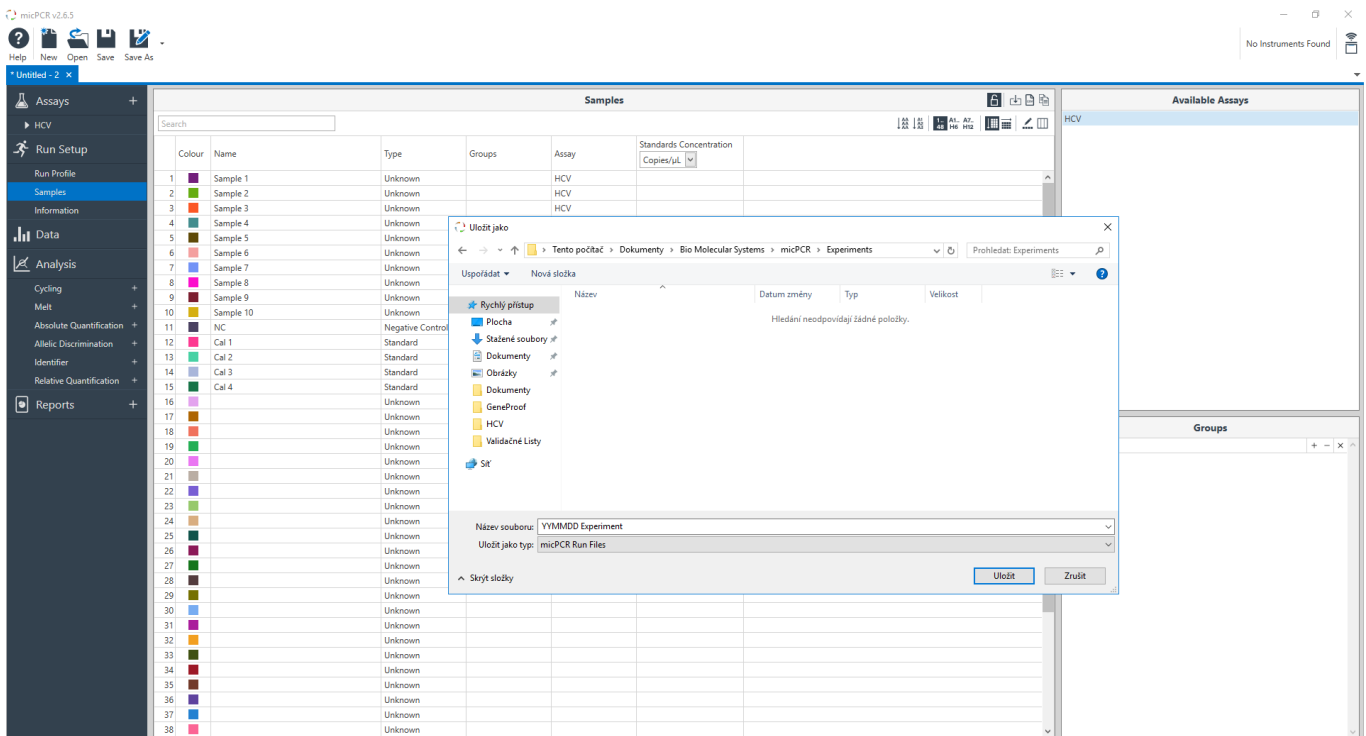 micPCR v2.6.5
Help New Open Save Save As
No Instruments Found
* Untitled - 2 ×
Assays +
HCV
Run Setup
Run Profile
Samples
Information
Data
Analysis
Cycling +
Melt +
Absolute Quantification +
Allelic Discrimination +
Identifier +
Relative Quantification +
Reports +
Samples
Search
Colour Name Type Groups Assay Standards Concentration
Copies/µL
1 Sample 1 Unknown HCV
2 Sample 2 Unknown HCV
3 Sample 3 Unknown HCV
4 Sample 4 Unknown
5 Sample 5 Unknown
6 Sample 6 Unknown
7 Sample 7 Unknown
8 Sample 8 Unknown
9 Sample 9 Unknown
10 Sample 10 Unknown
11 NC Negative Control
12 Cal 1 Standard
13 Cal 2 Standard
14 Cal 3 Standard
15 Cal 4 Standard
16 Unknown
17 Unknown
18 Unknown
19 Unknown
20 Unknown
21 Unknown
22 Unknown
23 Unknown
24 Unknown
25 Unknown
26 Unknown
27 Unknown
28 Unknown
29 Unknown
30 Unknown
31 Unknown
32 Unknown
33 Unknown
34 Unknown
35 Unknown
36 Unknown
37 Unknown
38 Unknown
Available Assays
HCV
Groups
+ − ×
Uložit jako
Tento počítač › Dokumenty › Bio Molecular Systems › micPCR › Experiments
Prohledat: Experiments
Uspořádat Nová složka
Název Datum změny Typ Velikost
Hledání neodpovídají žádné položky.
Rychlý přístup
Plocha
Stažené soubory
Dokumenty
Obrázky
Dokumenty
GeneProof
HCV
Validačné Listy
Síť
Název souboru: YYMMDD Experiment
Uložit jako typ: micPCR Run Files
Skrýt složky
Uložit Zrušit